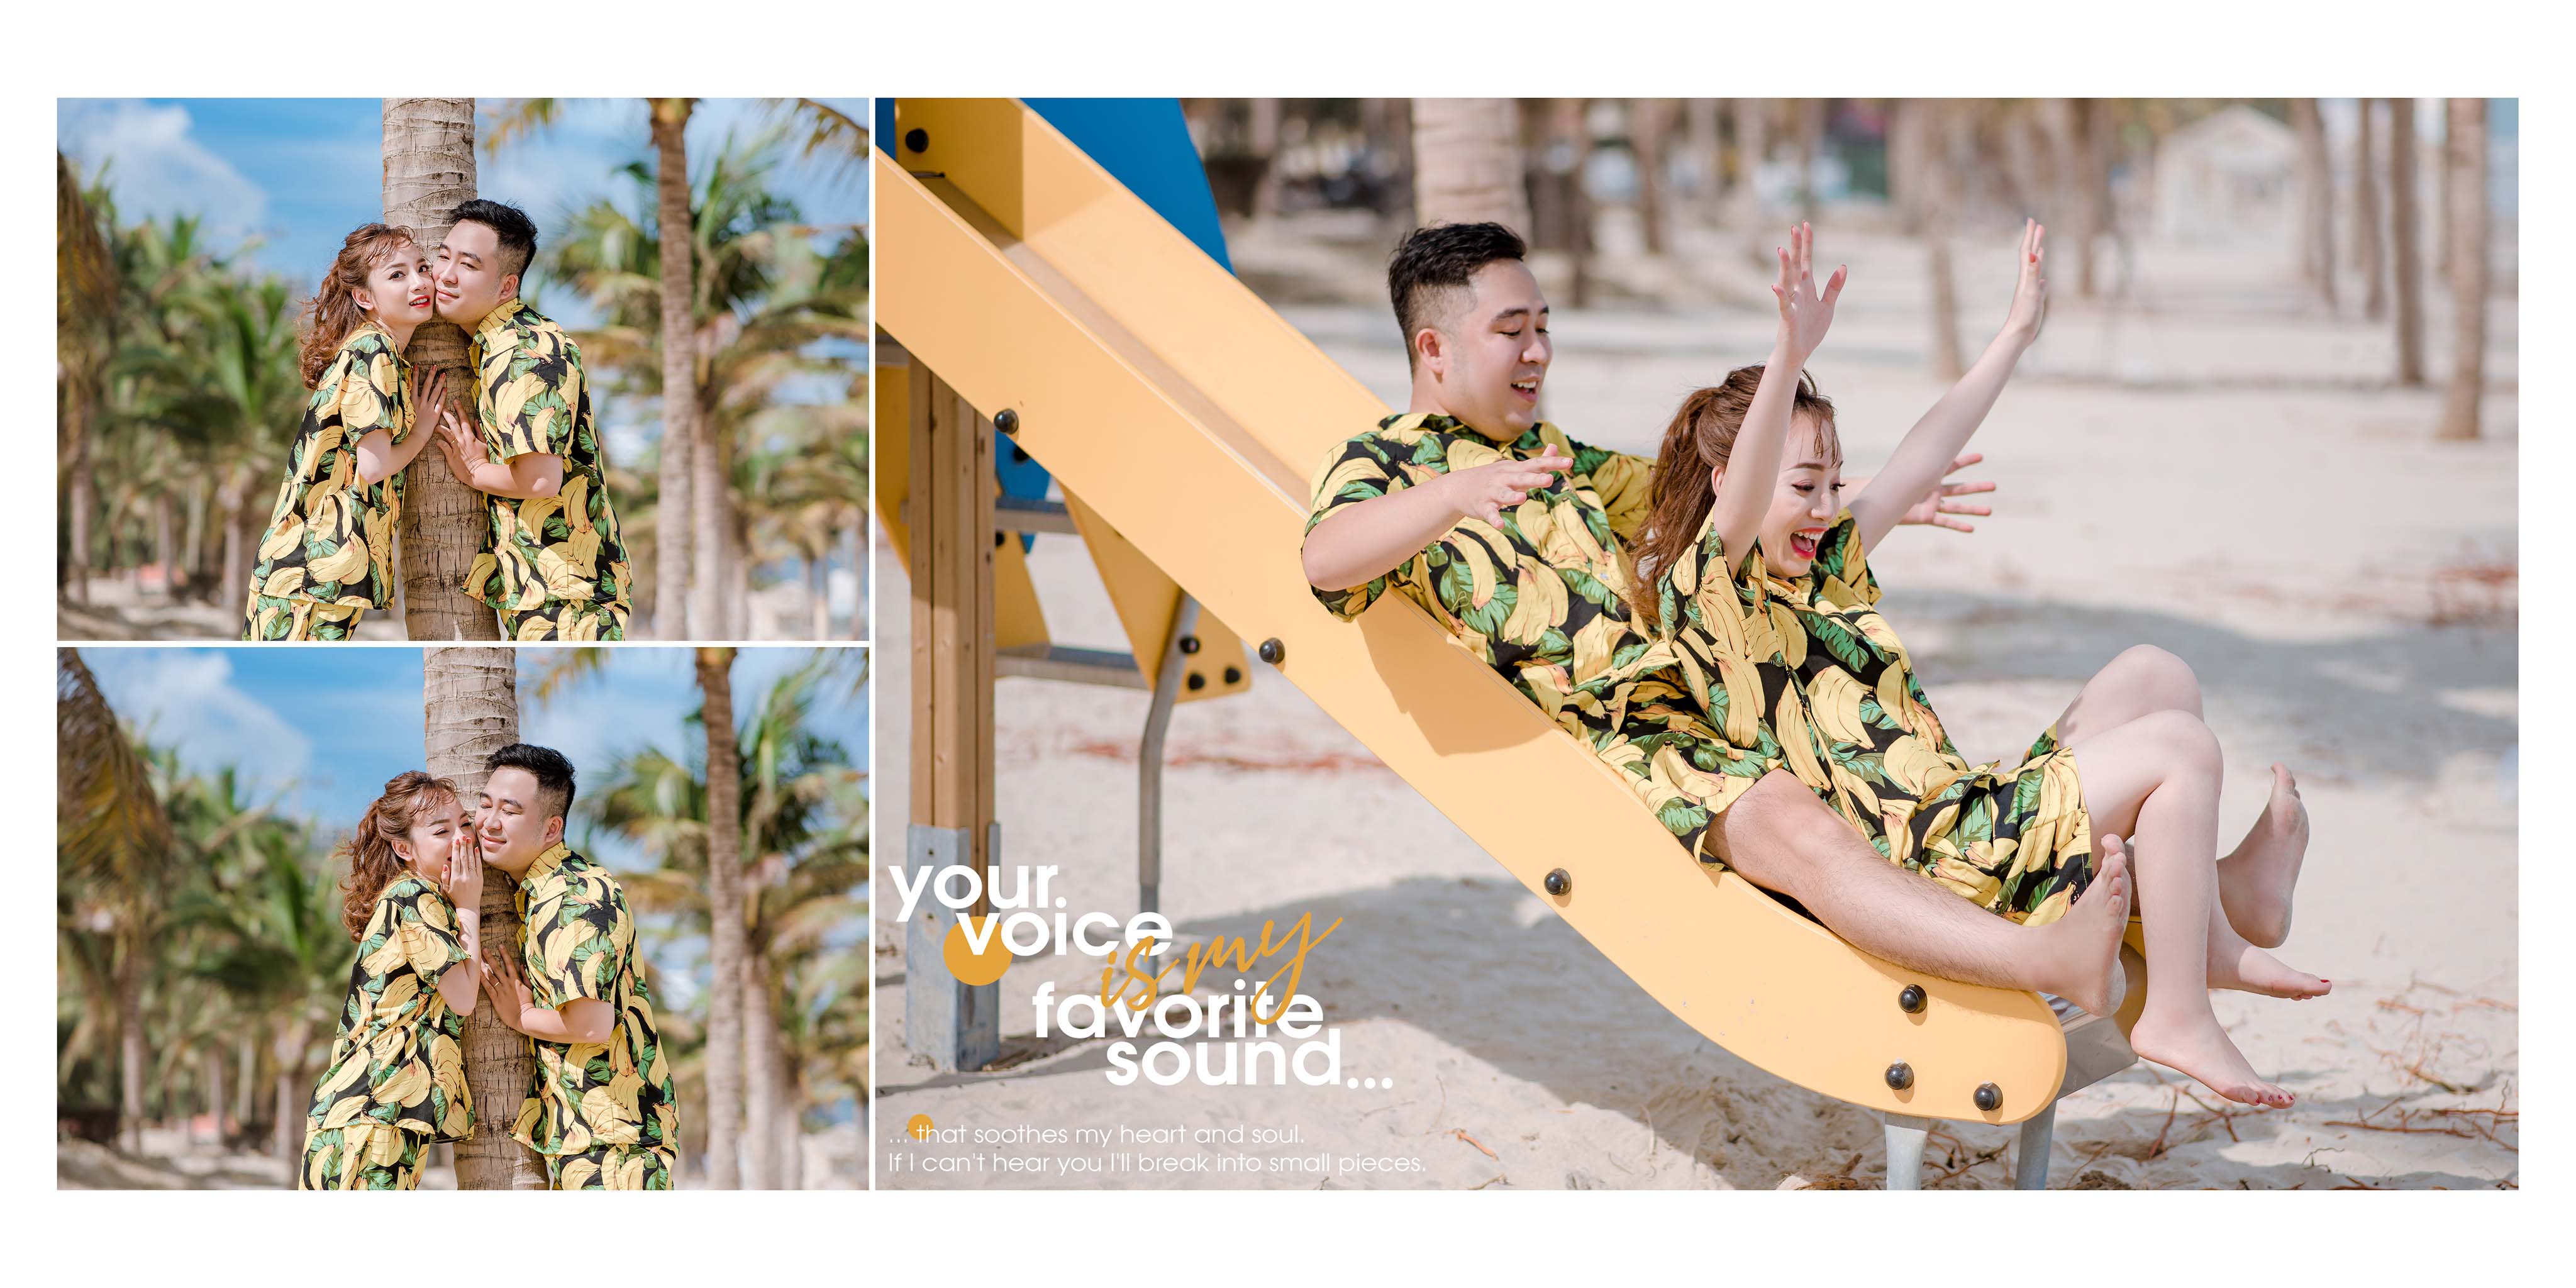 your.
voice
is my
favorite
sound...
... that soothes my heart and soul.
If I can't hear you I'll break into small pieces.